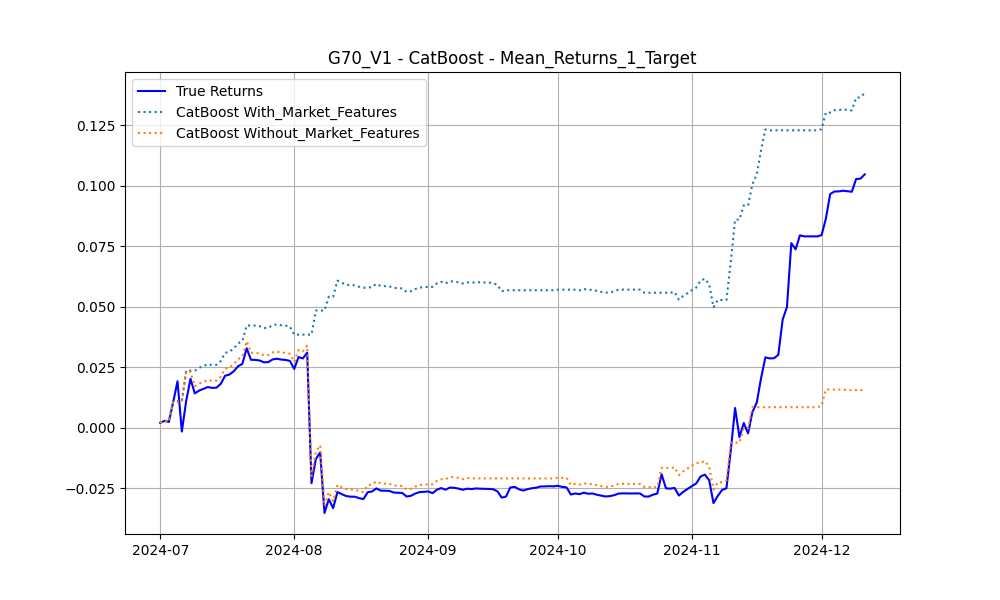 G70_V1 - CatBoost - Mean_Returns_1_Target
True Returns
CatBoost With_Market_Features
CatBoost Without_Market_Features
0.125
0.100
0.075
0.050
0.025
0.000
−0.025
2024-07 2024-08 2024-09 2024-10 2024-11 2024-12